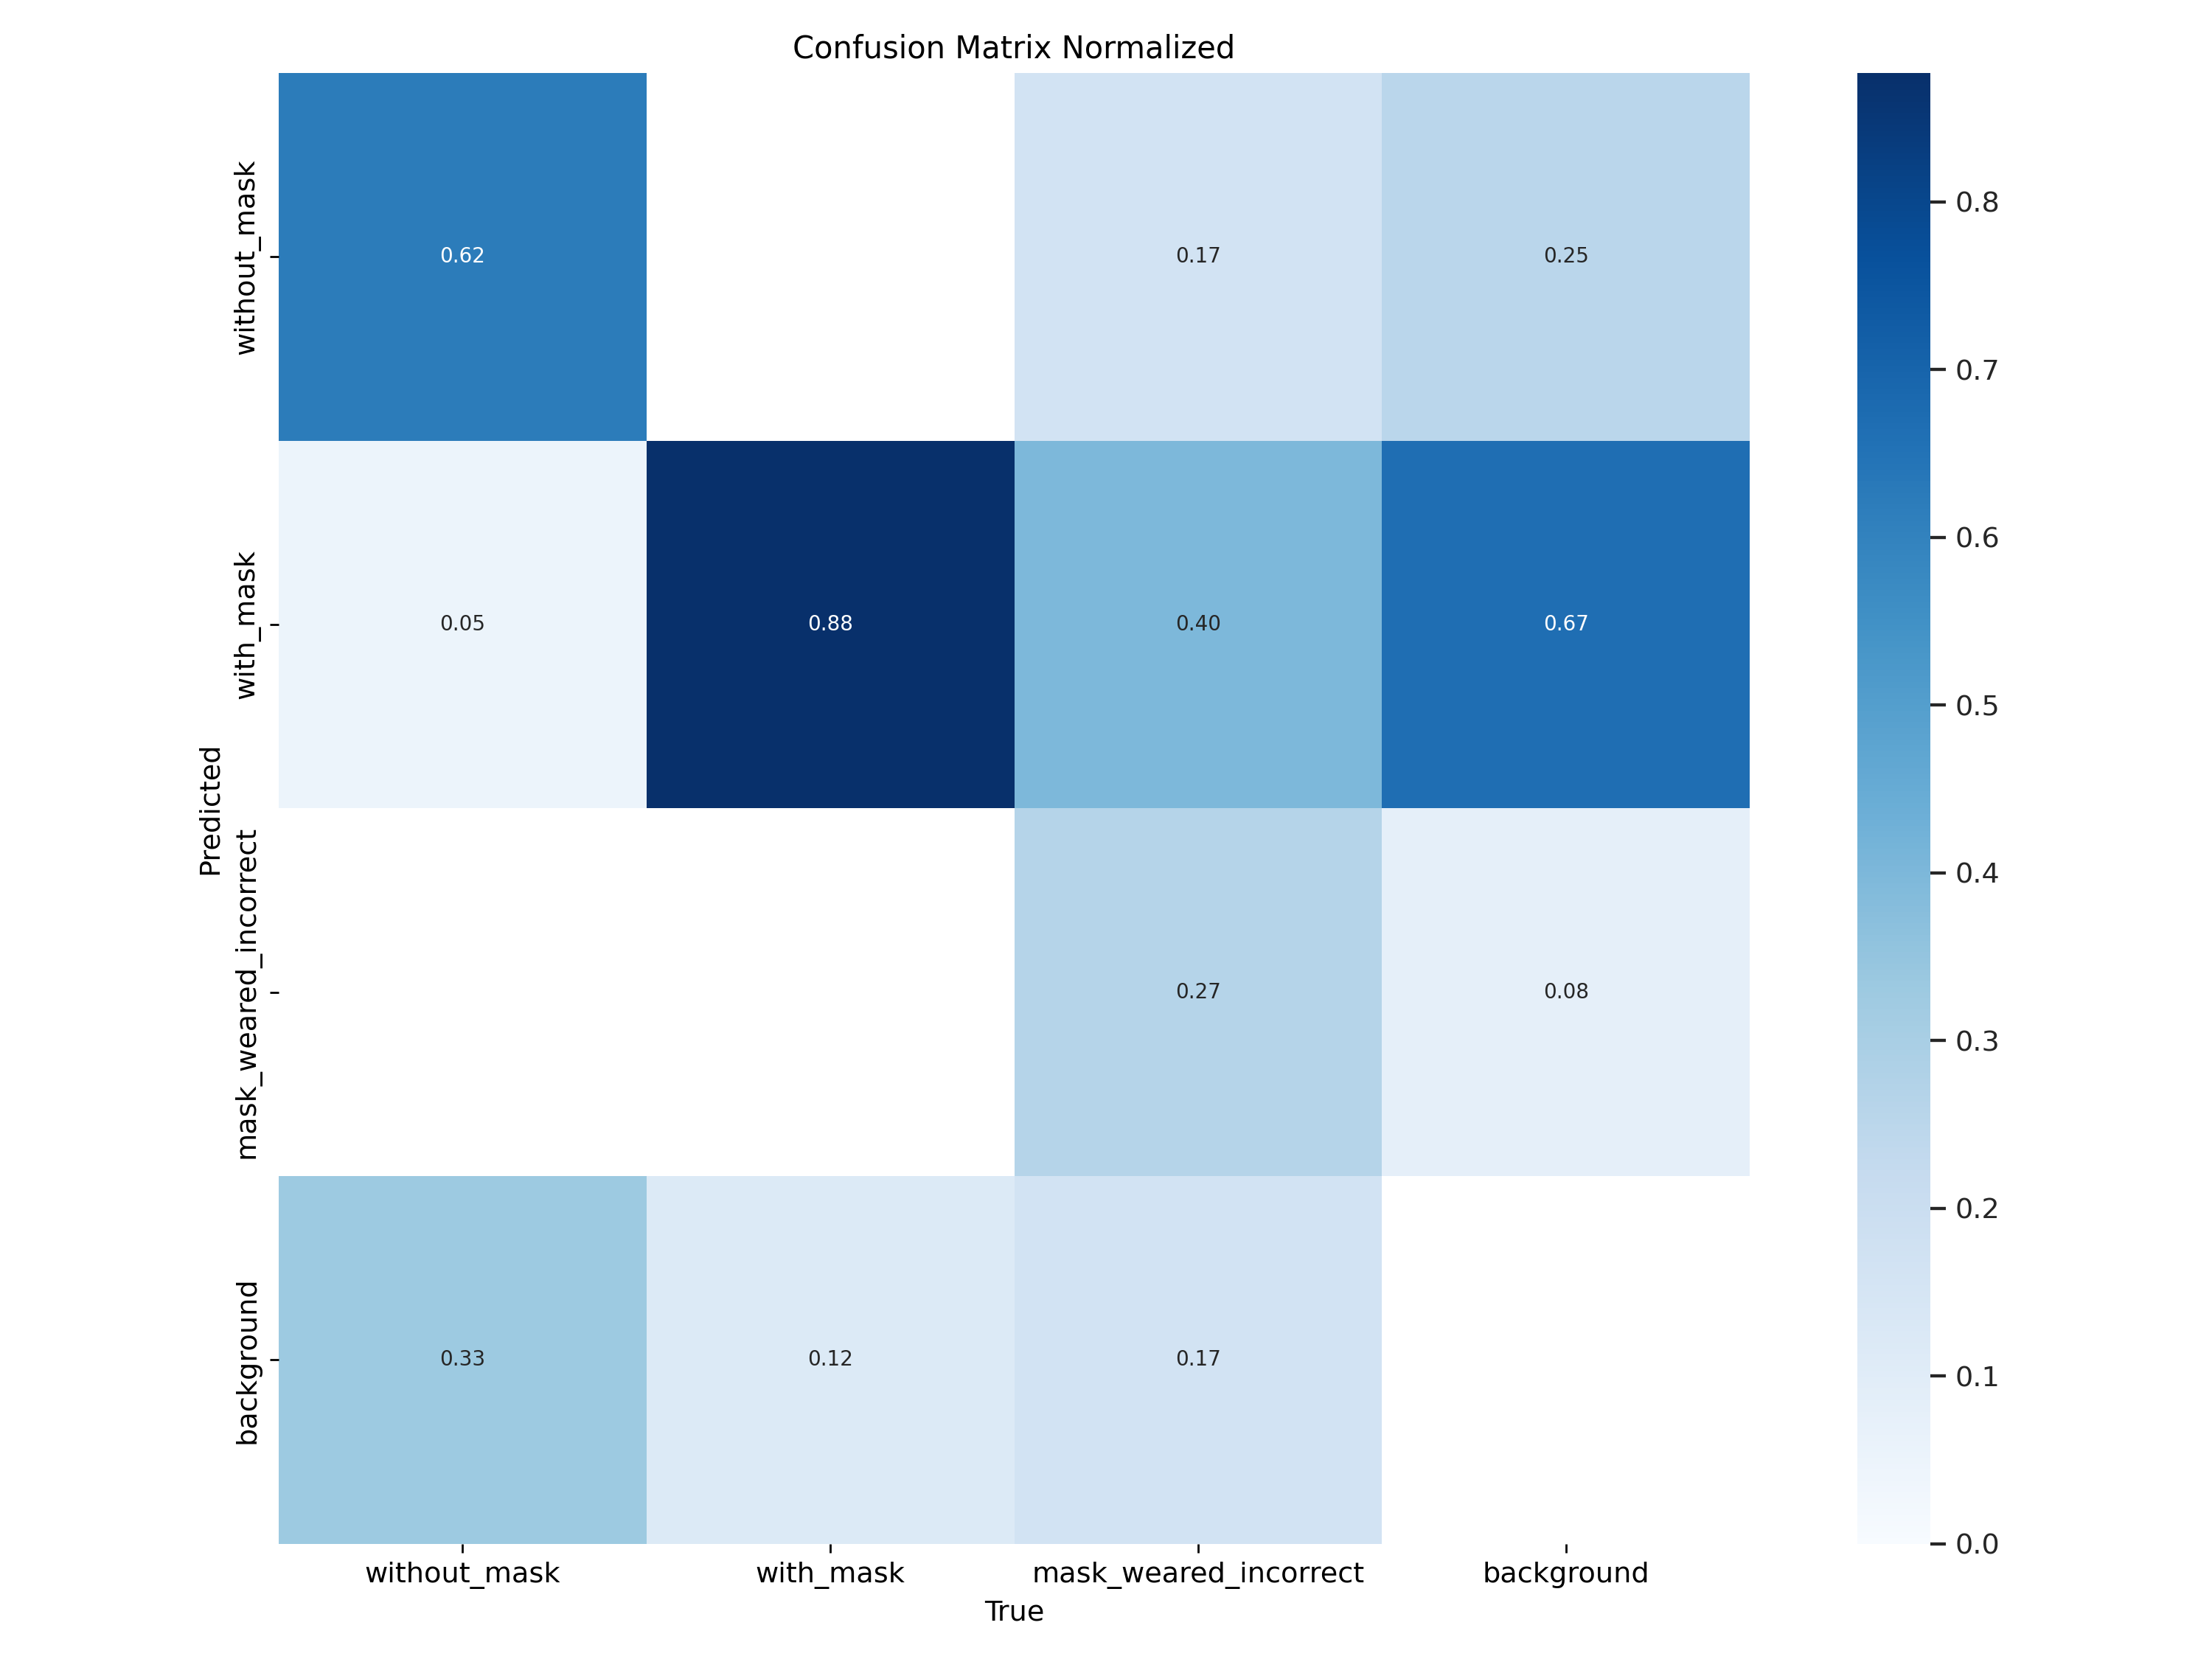 Confusion Matrix Normalized
without_mask
0.62
0.17
0.25
with_mask
0.05
0.88
0.40
0.67
mask_weared_incorrect
0.27
0.08
background
0.33
0.12
0.17
Predicted
without_mask
with_mask
mask_weared_incorrect
background
True
0.8
0.7
0.6
0.5
0.4
0.3
0.2
0.1
0.0